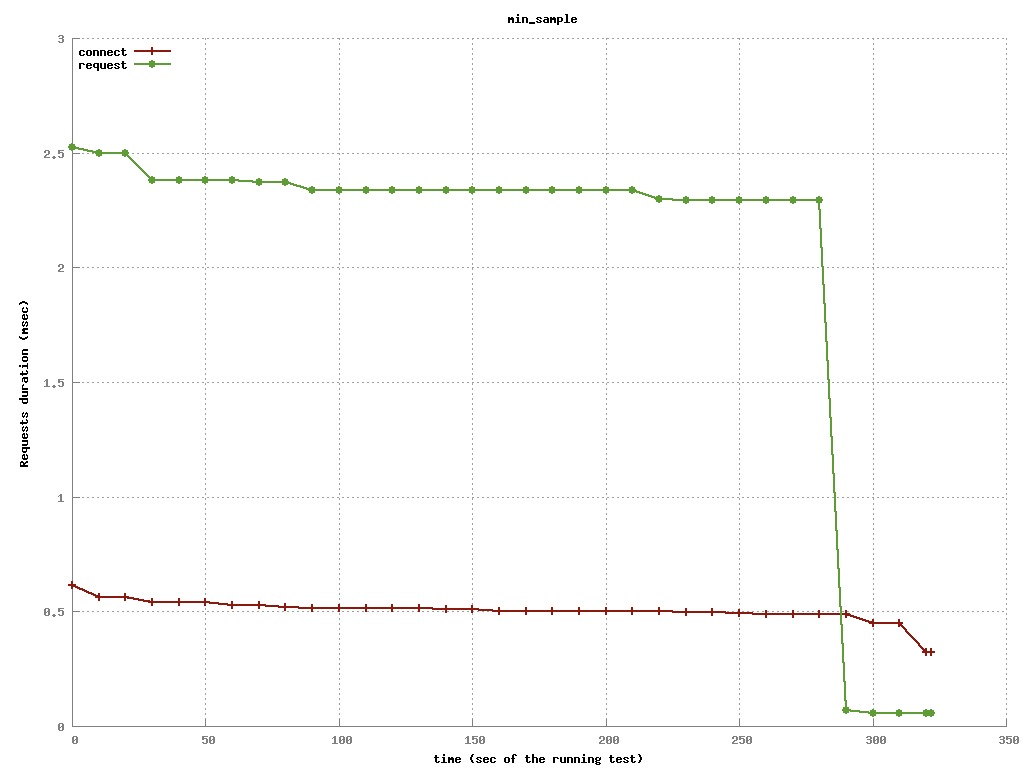 min_sample
connect
request
Requests duration (msec)
3
2.5
2
1.5
1
0.5
0
0 50 100 150 200 250 300 350
time (sec of the running test)